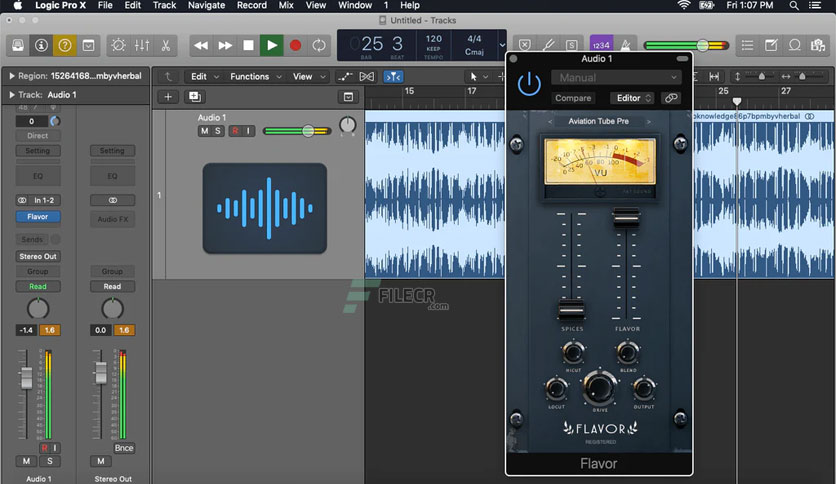 Logic Pro X File Edit Track Navigate Record Mix View Window 1 Help
Fri 1:07 PM
Untitled - Tracks
25 3
BAR BEAT
120
KEEP
TEMPO
4/4
Cmaj
1234
Region: 15264168...mbyvherbal
Track: Audio 1
Edit Functions View
0
Direct
Setting Setting
EQ EQ
In 1-2
Flavor
Audio FX
Sends
Stereo Out
Group Group
Read Read
-1.4 1.6 0.0 1.6
R I
Bnce
M S M
Audio 1 Stereo Out
15 17 25 27
Audio 1
M S R I
L R
1
oknowledge86p7bpmbyvherbal
FILECR
.com
Audio 1
Manual
Compare Editor
Aviation Tube Pre
VU
SPICES FLAVOR
HICUT BLEND
LOCUT DRIVE OUTPUT
FLAVOR
REGISTERED
Flavor